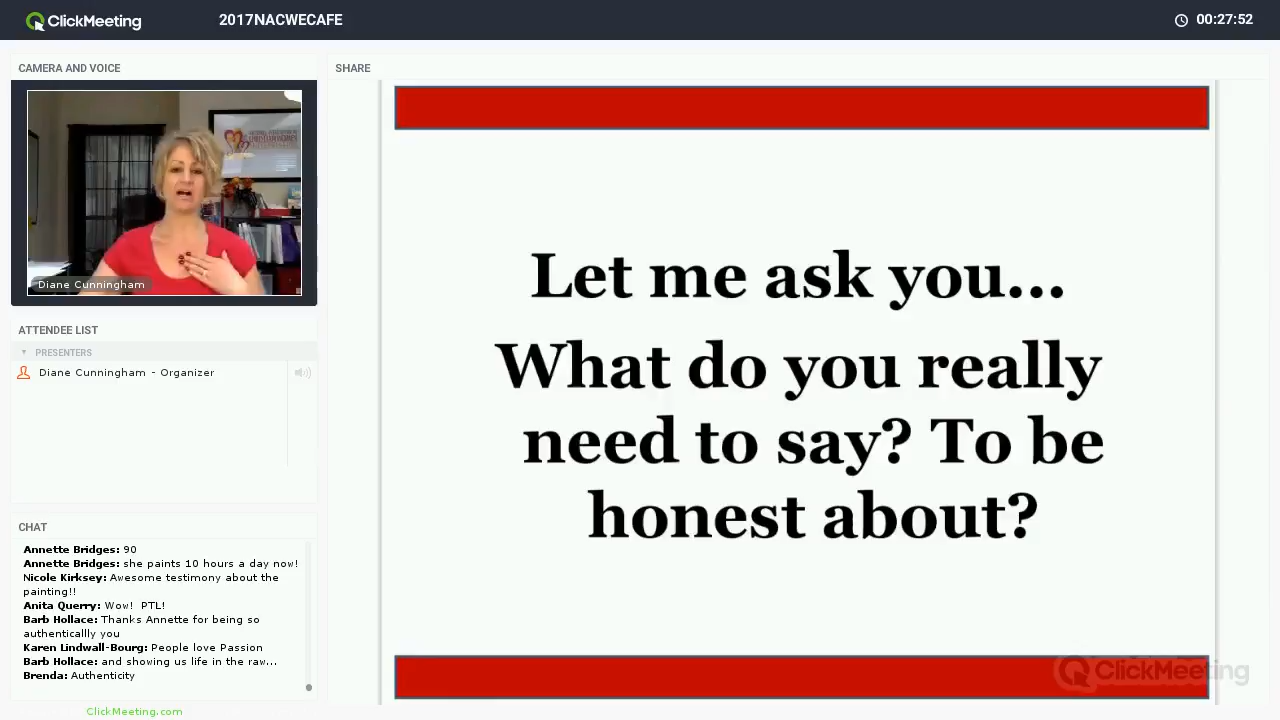 ClickMeeting
2017NACWECAFE
00:27:52
CAMERA AND VOICE
Diane Cunningham
ATTENDEE LIST
PRESENTERS
Diane Cunningham - Organizer
CHAT
Annette Bridges: 90
Annette Bridges: she paints 10 hours a day now!
Nicole Kirksey: Awesome testimony about the
painting!!
Anita Querry: Wow! PTL!
Barb Hollace: Thanks Annette for being so
authenticallly you
Karen Lindwall-Bourg: People love Passion
Barb Hollace: and showing us life in the raw...
Brenda: Authenticity
ClickMeeting.com
SHARE
Let me ask you...
What do you really
need to say? To be
honest about?
ClickMeeting